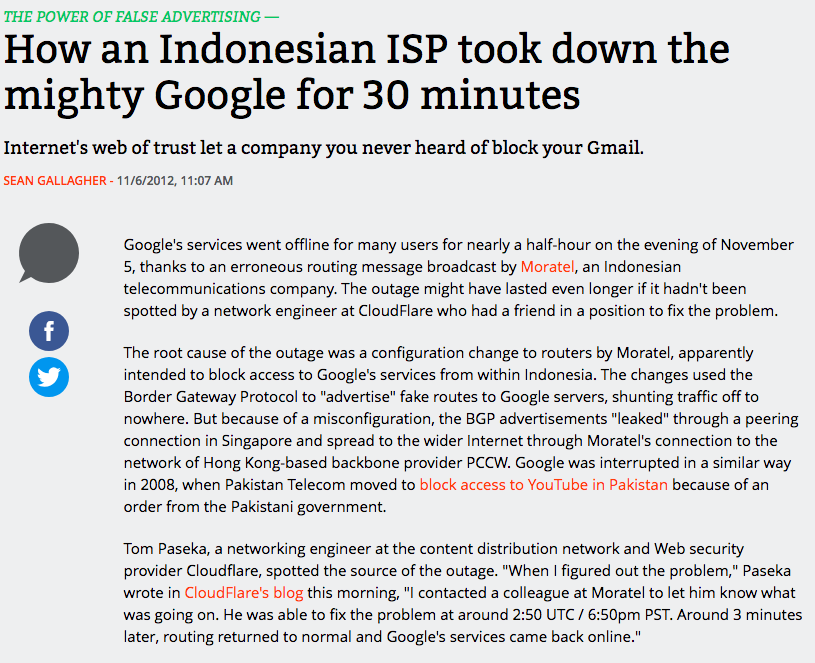 THE POWER OF FALSE ADVERTISING —
How an Indonesian ISP took down the
mighty Google for 30 minutes
Internet's web of trust let a company you never heard of block your Gmail.
SEAN GALLAGHER - 11/6/2012, 11:07 AM
Google's services went offline for many users for nearly a half-hour on the evening of November
5, thanks to an erroneous routing message broadcast by Moratel, an Indonesian
telecommunications company. The outage might have lasted even longer if it hadn't been
spotted by a network engineer at CloudFlare who had a friend in a position to fix the problem.
The root cause of the outage was a configuration change to routers by Moratel, apparently
intended to block access to Google's services from within Indonesia. The changes used the
Border Gateway Protocol to "advertise" fake routes to Google servers, shunting traffic off to
nowhere. But because of a misconfiguration, the BGP advertisements "leaked" through a peering
connection in Singapore and spread to the wider Internet through Moratel's connection to the
network of Hong Kong-based backbone provider PCCW. Google was interrupted in a similar way
in 2008, when Pakistan Telecom moved to block access to YouTube in Pakistan because of an
order from the Pakistani government.
Tom Paseka, a networking engineer at the content distribution network and Web security
provider Cloudflare, spotted the source of the outage. "When I figured out the problem," Paseka
wrote in CloudFlare's blog this morning, "I contacted a colleague at Moratel to let him know what
was going on. He was able to fix the problem at around 2:50 UTC / 6:50pm PST. Around 3 minutes
later, routing returned to normal and Google's services came back online."